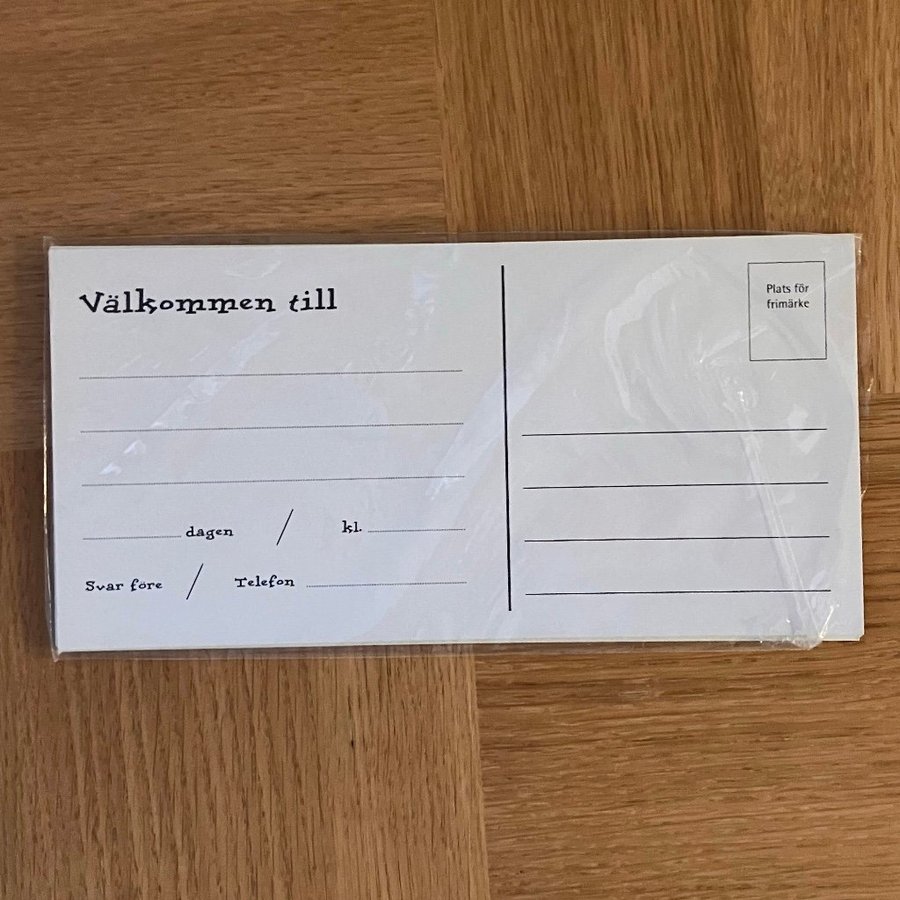 Välkommen till
dagen / kl.
Svar före / Telefon
Plats för
frimärke